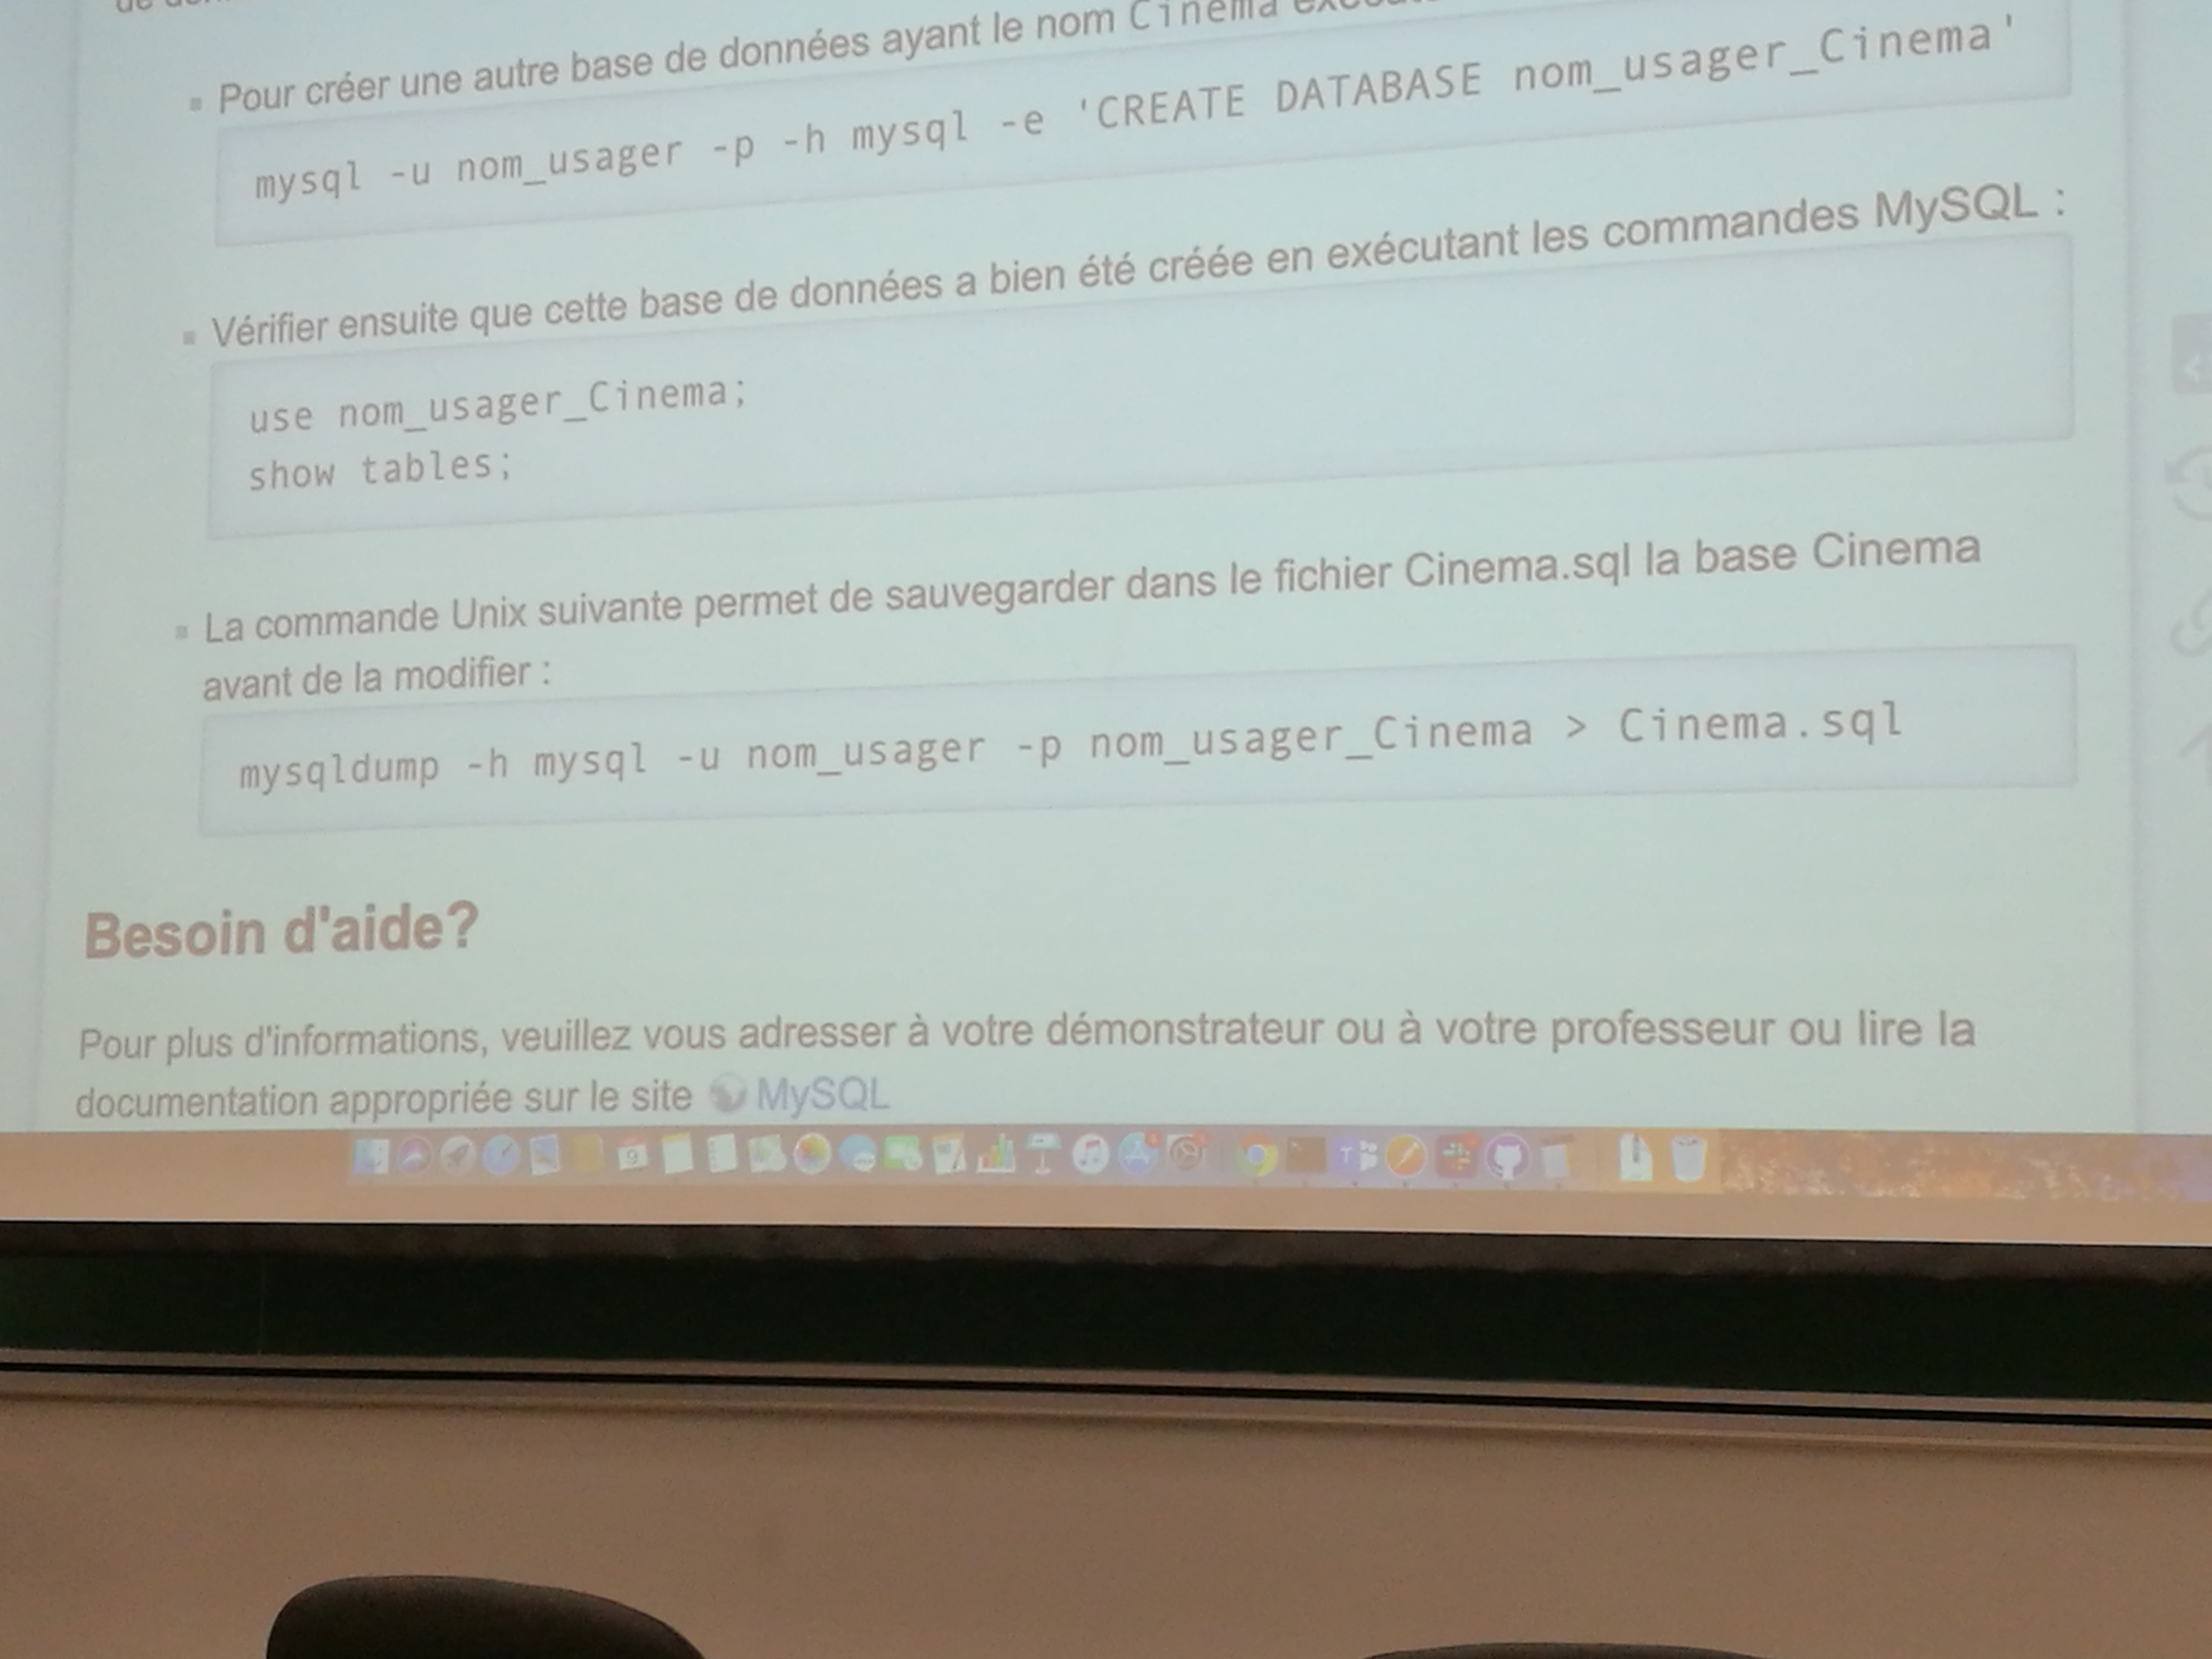 Pour créer une autre base de données ayant le nom Cinema
mysql -u nom_usager -p -h mysql -e 'CREATE DATABASE nom_usager_Cinema'
Vérifier ensuite que cette base de données a bien été créée en exécutant les commandes MySQL :
use nom_usager_Cinema;
show tables;
La commande Unix suivante permet de sauvegarder dans le fichier Cinema.sql la base Cinema
avant de la modifier :
mysqldump -h mysql -u nom_usager -p nom_usager_Cinema > Cinema.sql
Besoin d'aide?
Pour plus d'informations, veuillez vous adresser à votre démonstrateur ou à votre professeur ou lire la
documentation appropriée sur le site MySQL
9